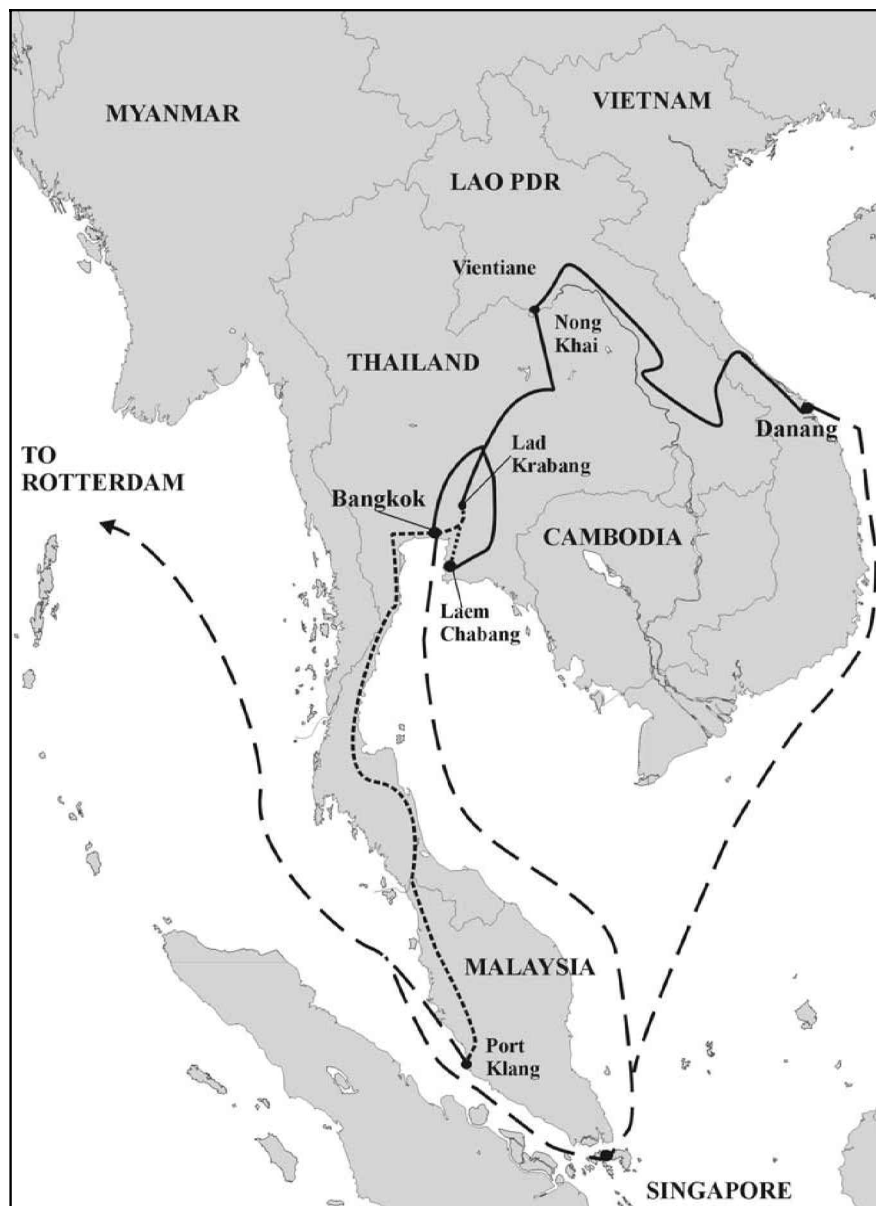 MYANMAR
VIETNAM
LAO PDR
Vientiane
Nong
Khai
THAILAND
Danang
Lad
Krabang
TO
ROTTERDAM
Bangkok
CAMBODIA
Laem
Chabang
MALAYSIA
Port
Klang
SINGAPORE